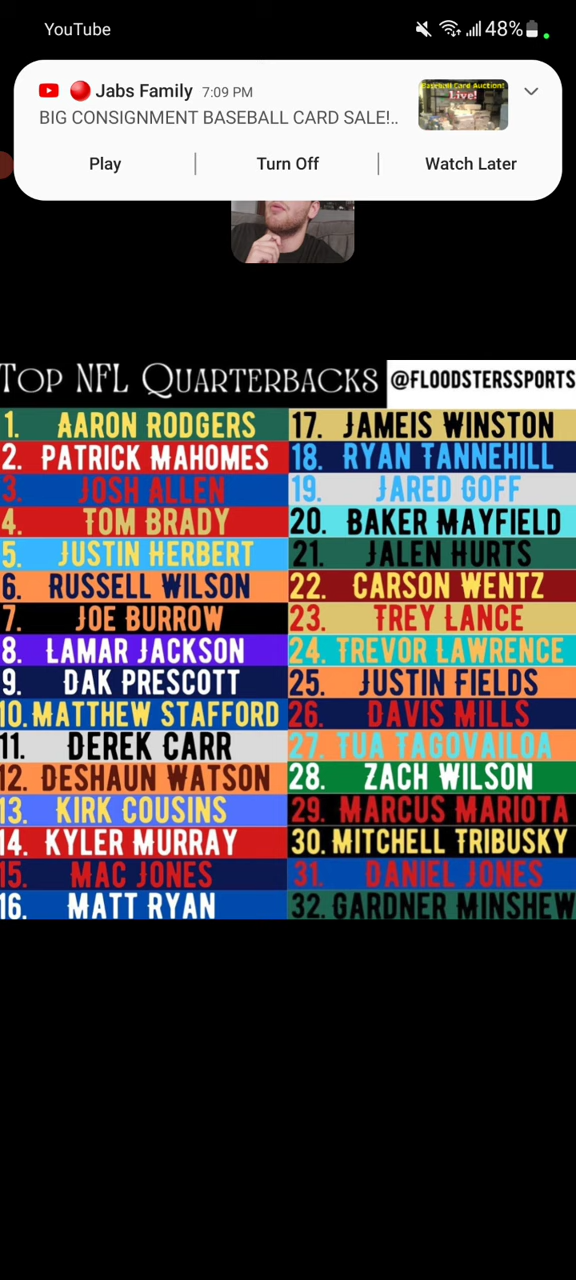 YouTube
48%
Jabs Family 7:09 PM
BIG CONSIGNMENT BASEBALL CARD SALE!..
Baseball Card Auction!
Live!
Play
Turn Off
Watch Later
TOP NFL QUARTERBACKS
@FLOODSTERSSPORTS
1. AARON RODGERS
2. PATRICK MAHOMES
3. JOSH ALLEN
4. TOM BRADY
5. JUSTIN HERBERT
6. RUSSELL WILSON
7. JOE BURROW
8. LAMAR JACKSON
9. DAK PRESCOTT
10. MATTHEW STAFFORD
11. DEREK CARR
12. DESHAUN WATSON
13. KIRK COUSINS
14. KYLER MURRAY
15. MAC JONES
16. MATT RYAN
17. JAMEIS WINSTON
18. RYAN TANNEHILL
19. JARED GOFF
20. BAKER MAYFIELD
21. JALEN HURTS
22. CARSON WENTZ
23. TREY LANCE
24. TREVOR LAWRENCE
25. JUSTIN FIELDS
26. DAVIS MILLS
27. TUA TAGOVAILOA
28. ZACH WILSON
29. MARCUS MARIOTA
30. MITCHELL TRIBUSKY
31. DANIEL JONES
32. GARDNER MINSHEW